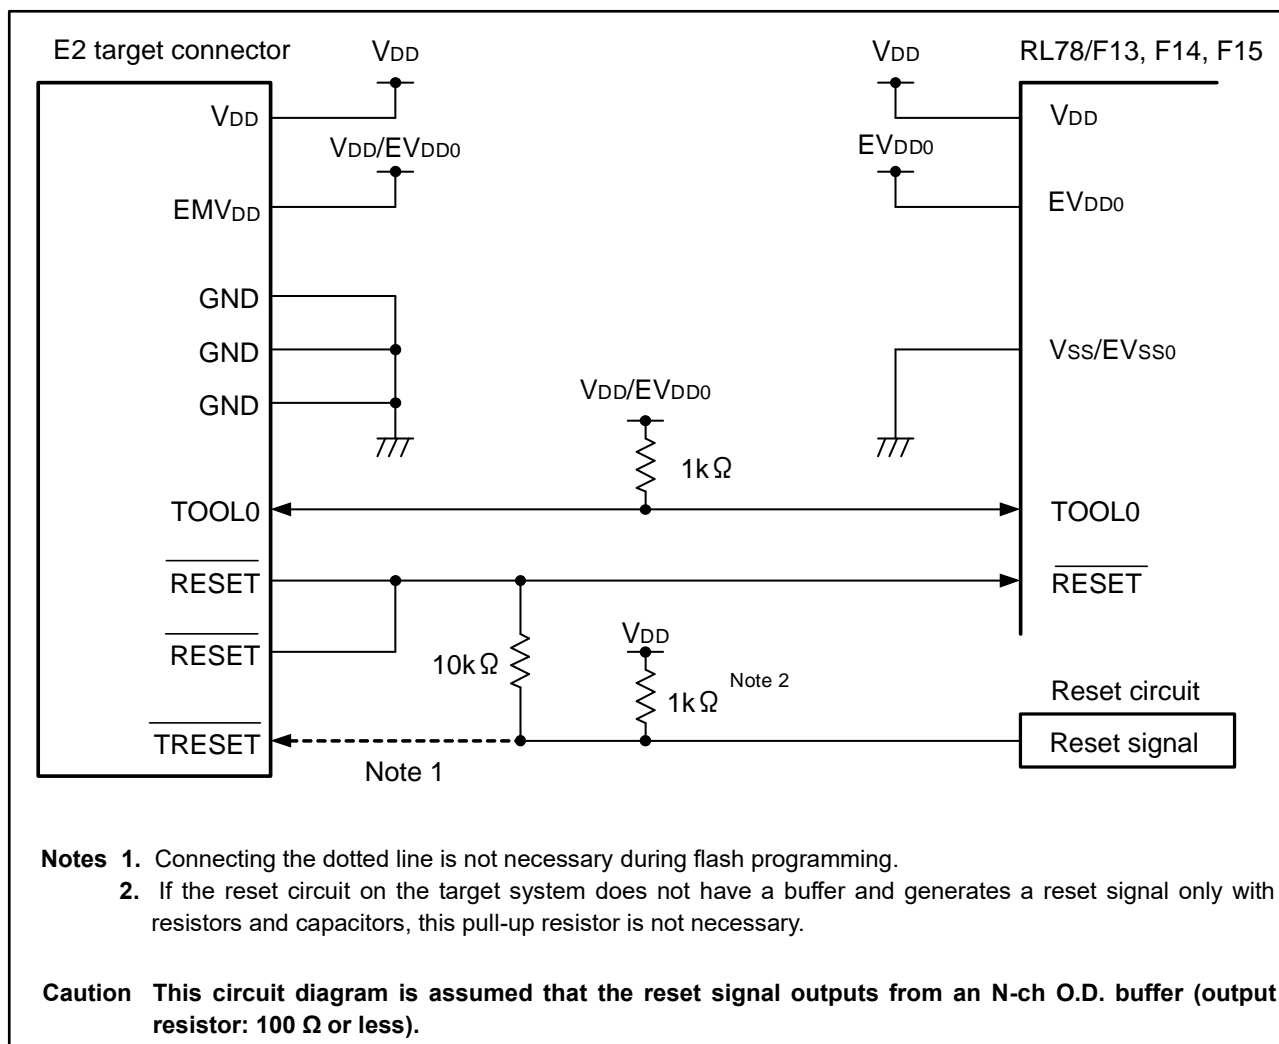 E2 target connector
VDD
VDD
RL78/F13, F14, F15
VDD
VDD
VDD/EVDD0
EVDD0
EMVDD
EVDD0
GND
GND
VSS/EVSS0
GND
VDD/EVDD0
1kΩ
TOOL0
TOOL0
RESET
RESET
RESET
VDD
10kΩ
1kΩ Note 2
Reset circuit
TRESET
Reset signal
Note 1
Notes 1. Connecting the dotted line is not necessary during flash programming.
2. If the reset circuit on the target system does not have a buffer and generates a reset signal only with
resistors and capacitors, this pull-up resistor is not necessary.
Caution This circuit diagram is assumed that the reset signal outputs from an N-ch O.D. buffer (output
resistor: 100 Ω or less).